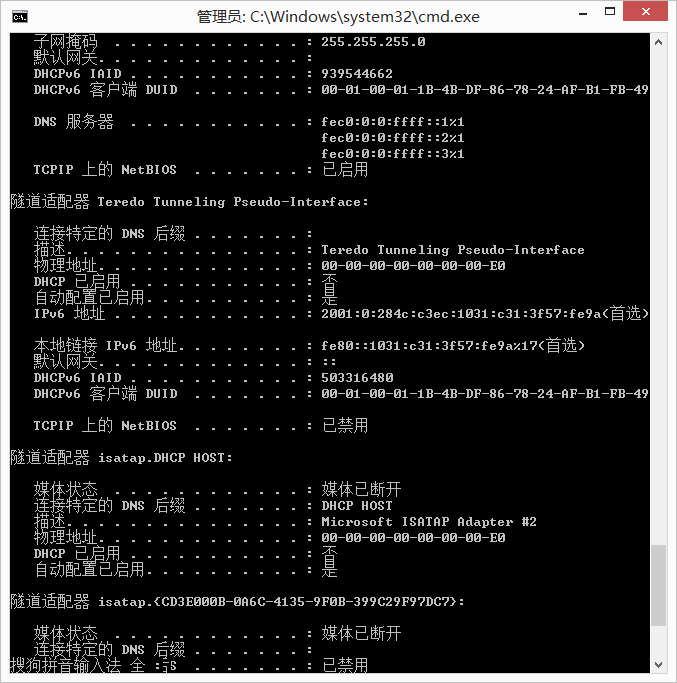 管理员: C:\Windows\system32\cmd.exe
子网掩码 . . . . . . . . . . . . : 255.255.255.0
默认网关. . . . . . . . . . . . . :
DHCPv6 IAID . . . . . . . . . . . : 939544662
DHCPv6 客户端 DUID . . . . . . . : 00-01-00-01-1B-4B-DF-86-78-24-AF-B1-FB-49
DNS 服务器 . . . . . . . . . . . : fec0:0:0:ffff::1%1
fec0:0:0:ffff::2%1
fec0:0:0:ffff::3%1
TCPIP 上的 NetBIOS . . . . . . . : 已启用
隧道适配器 Teredo Tunneling Pseudo-Interface:
连接特定的 DNS 后缀 . . . . . . . :
描述. . . . . . . . . . . . . . . : Teredo Tunneling Pseudo-Interface
物理地址. . . . . . . . . . . . . : 00-00-00-00-00-00-00-E0
DHCP 已启用 . . . . . . . . . . . : 否
自动配置已启用. . . . . . . . . . : 是
IPv6 地址 . . . . . . . . . . . . : 2001:0:284c:c3ec:1031:c31:3f57:fe9a(首选)
本地链接 IPv6 地址. . . . . . . . : fe80::1031:c31:3f57:fe9a%17(首选)
默认网关. . . . . . . . . . . . . : ::
DHCPv6 IAID . . . . . . . . . . . : 503316480
DHCPv6 客户端 DUID . . . . . . . : 00-01-00-01-1B-4B-DF-86-78-24-AF-B1-FB-49
TCPIP 上的 NetBIOS . . . . . . . : 已禁用
隧道适配器 isatap.DHCP HOST:
媒体状态 . . . . . . . . . . . . : 媒体已断开
连接特定的 DNS 后缀 . . . . . . . : DHCP HOST
描述. . . . . . . . . . . . . . . : Microsoft ISATAP Adapter #2
物理地址. . . . . . . . . . . . . : 00-00-00-00-00-00-00-E0
DHCP 已启用 . . . . . . . . . . . : 否
自动配置已启用. . . . . . . . . . : 是
隧道适配器 isatap.{CD3E000B-0A6C-4135-9F0B-399C29F97DC7}:
媒体状态 . . . . . . . . . . . . : 媒体已断开
连接特定的 DNS 后缀 . . . . . . . :
搜狗拼音输入法 全 : . . . . . . . : 已禁用